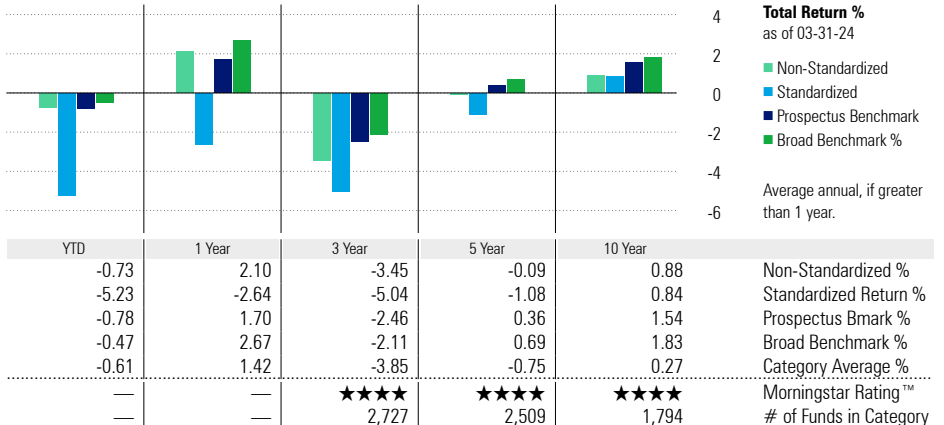 4
2
0
-2
-4
-6
Total Return %
as of 03-31-24
Non-Standardized
Standardized
Prospectus Benchmark
Broad Benchmark %
Average annual, if greater
than 1 year.
YTD 1 Year 3 Year 5 Year 10 Year
-0.73 2.10 -3.45 -0.09 0.88 Non-Standardized %
-5.23 -2.64 -5.04 -1.08 0.84 Standardized Return %
-0.78 1.70 -2.46 0.36 1.54 Prospectus Bmark %
-0.47 2.67 -2.11 0.69 1.83 Broad Benchmark %
-0.61 1.42 -3.85 -0.75 0.27 Category Average %
— — ★★★★ ★★★★ ★★★★ Morningstar Rating™
— — 2,727 2,509 1,794 # of Funds in Category